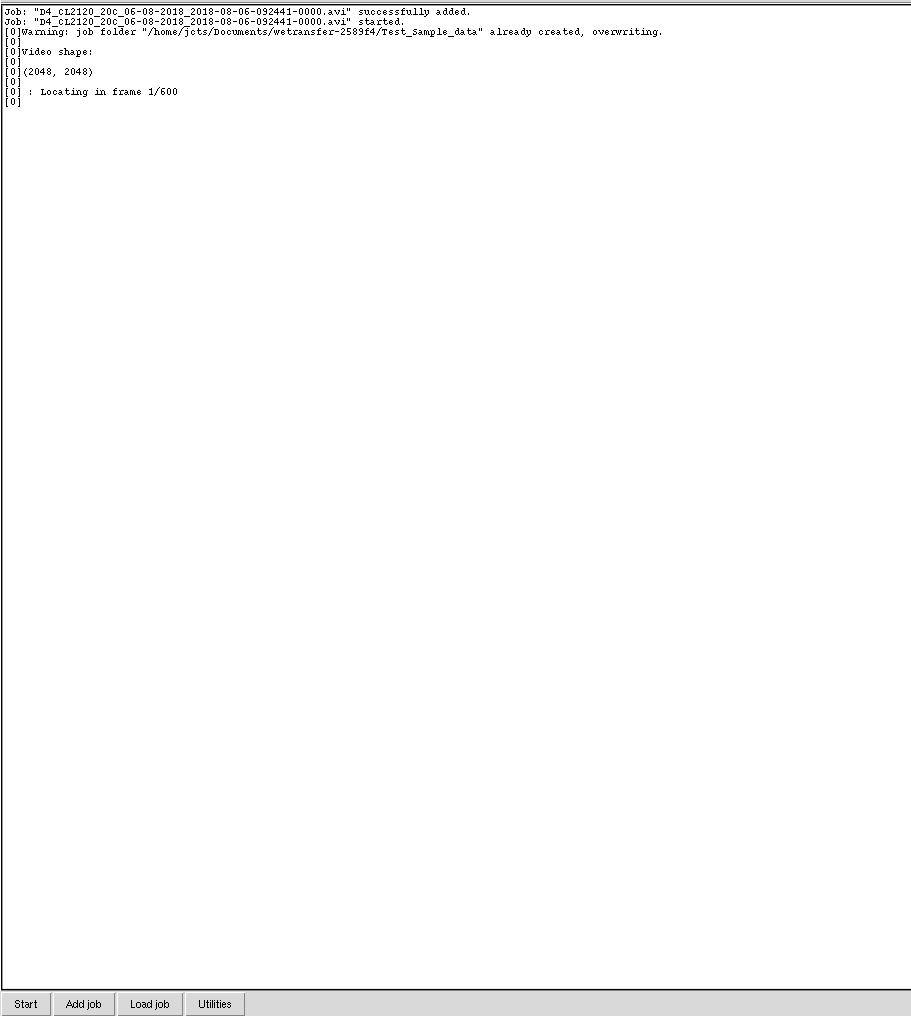 Job: "D4_CL2120_20C_06-08-2018_2018-08-06-092441-0000.avi" successfully added.
Job: "D4_CL2120_20C_06-08-2018_2018-08-06-092441-0000.avi" started.
[0]Warning: job folder "/home/jcts/Documents/wetransfer-2589f4/Test_Sample_data" already created, overwriting.
[0]
[0]Video shape:
[0]
[0](2048, 2048)
[0]
[0] : Locating in frame 1/600
[0]
Start Add job Load job Utilities